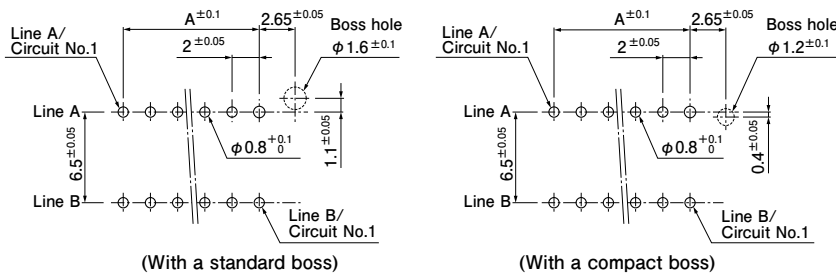 A±0.1
2.65±0.05
Line A/
Circuit No.1
2±0.05
Boss hole
φ1.6±0.1
Line A
6.5±0.05
φ0.8+0.1 0
1.1±0.05
Line B
Line B/
Circuit No.1
(With a standard boss)
A±0.1
2.65±0.05
Line A/
Circuit No.1
2±0.05
Boss hole
φ1.2±0.1
Line A
6.5±0.05
φ0.8+0.1 0
0.4±0.05
Line B
Line B/
Circuit No.1
(With a compact boss)